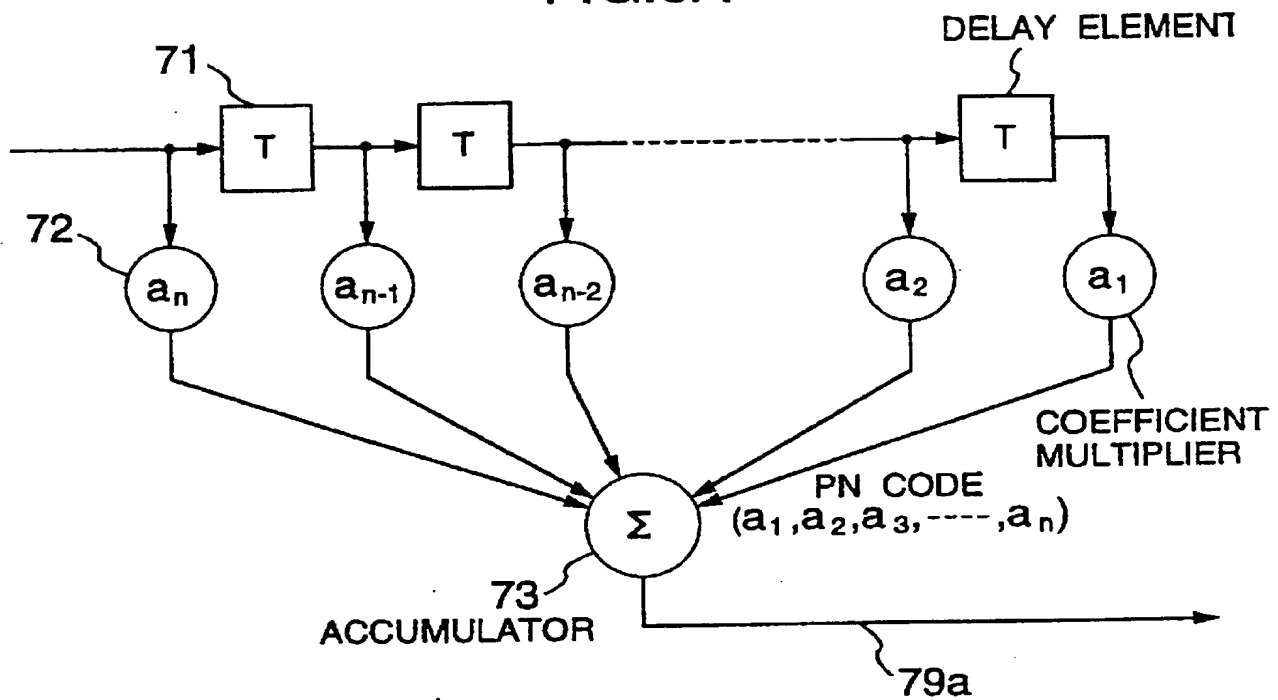 DELAY ELEMENT
71
T
T
T
72
aₙ
aₙ₋₁
aₙ₋₂
a₂
a₁
COEFFICIENT
MULTIPLIER
PN CODE
(a₁,a₂,a₃,----,aₙ)
Σ
73
ACCUMULATOR
79a